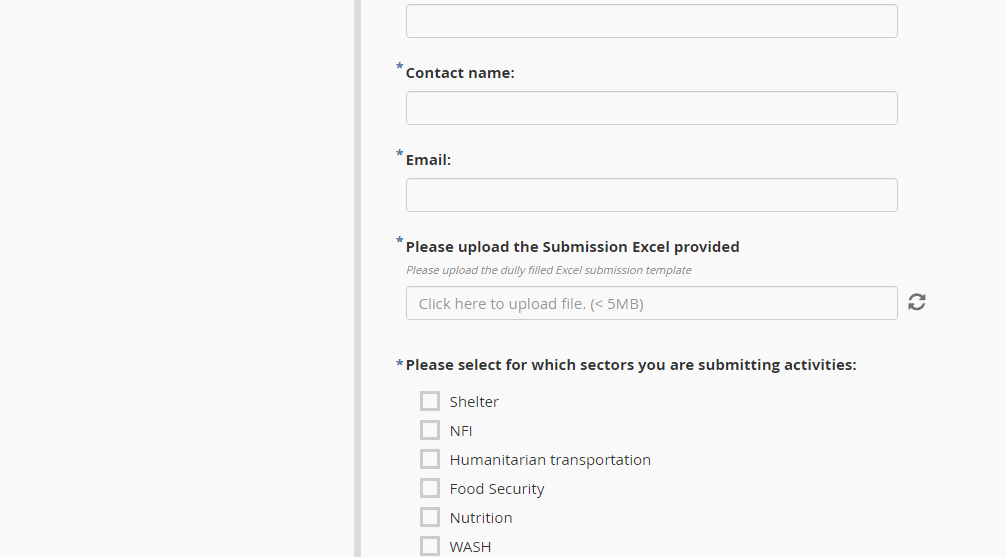 * Contact name:
* Email:
* Please upload the Submission Excel provided
Please upload the dully filled Excel submission template
Click here to upload file. (< 5MB)
* Please select for which sectors you are submitting activities:
Shelter
NFI
Humanitarian transportation
Food Security
Nutrition
WASH